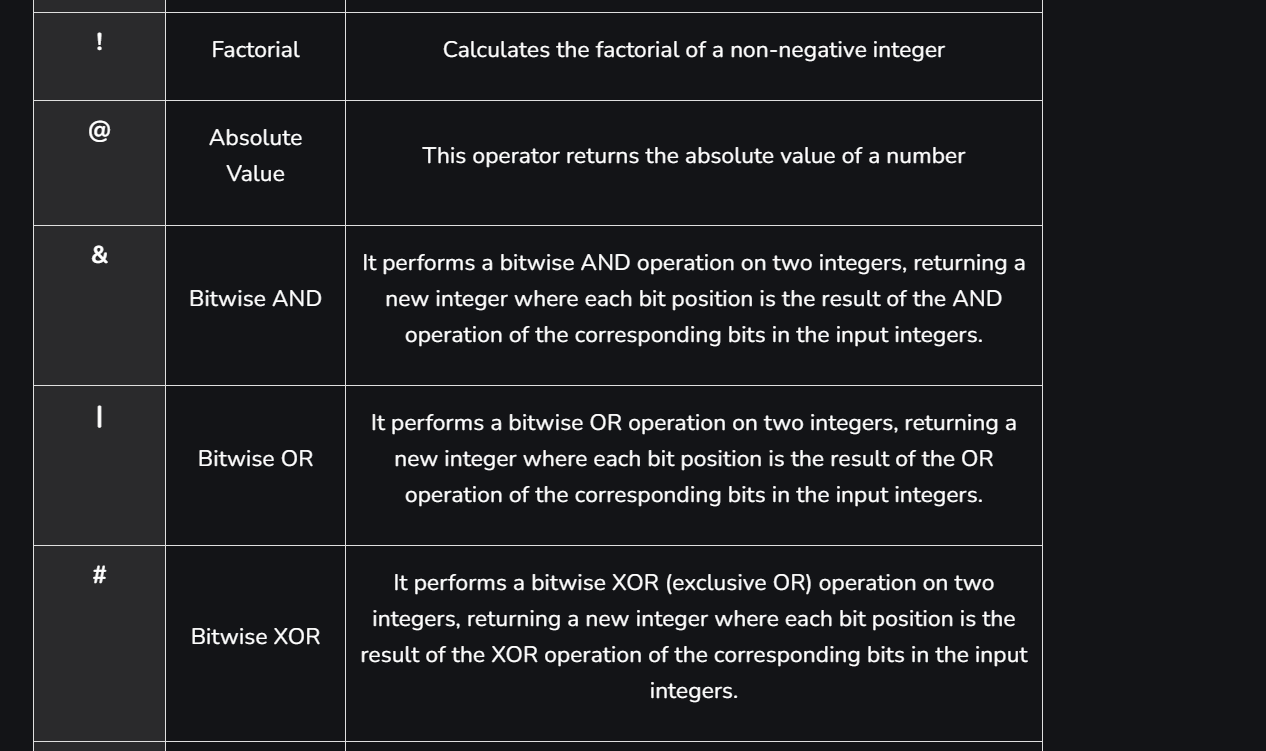 !
Factorial
Calculates the factorial of a non-negative integer
@
Absolute
Value
This operator returns the absolute value of a number
&
Bitwise AND
It performs a bitwise AND operation on two integers, returning a
new integer where each bit position is the result of the AND
operation of the corresponding bits in the input integers.
|
Bitwise OR
It performs a bitwise OR operation on two integers, returning a
new integer where each bit position is the result of the OR
operation of the corresponding bits in the input integers.
#
Bitwise XOR
It performs a bitwise XOR (exclusive OR) operation on two
integers, returning a new integer where each bit position is the
result of the XOR operation of the corresponding bits in the input
integers.